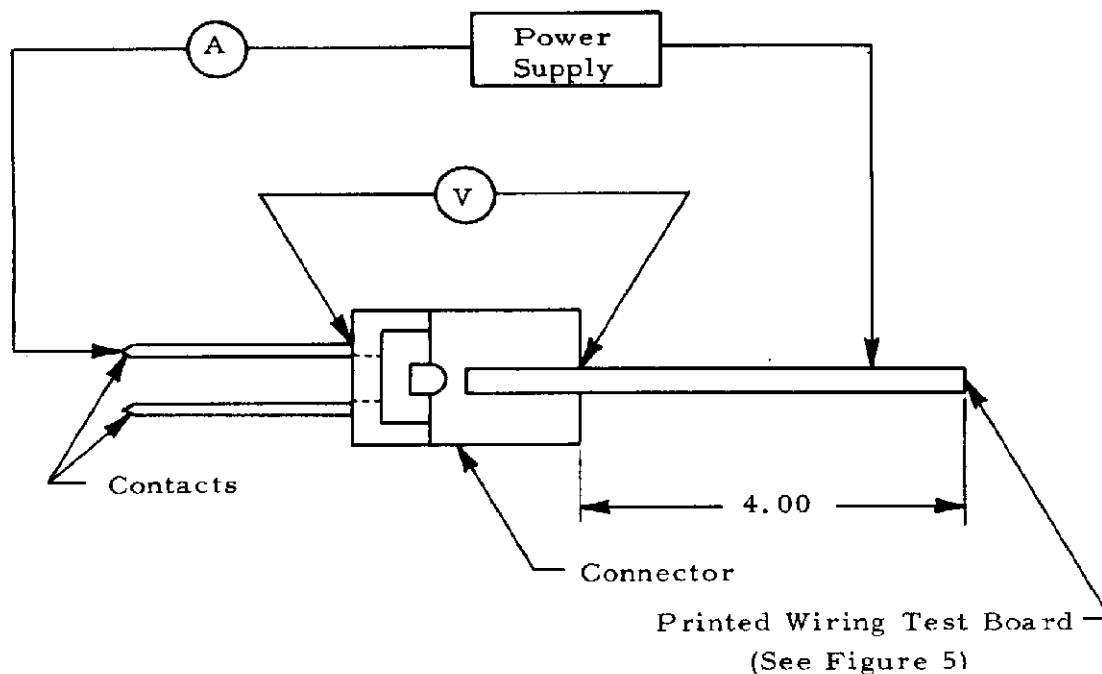 A
Power
Supply
V
Contacts
4.00
Connector
Printed Wiring Test Board
(See Figure 5)